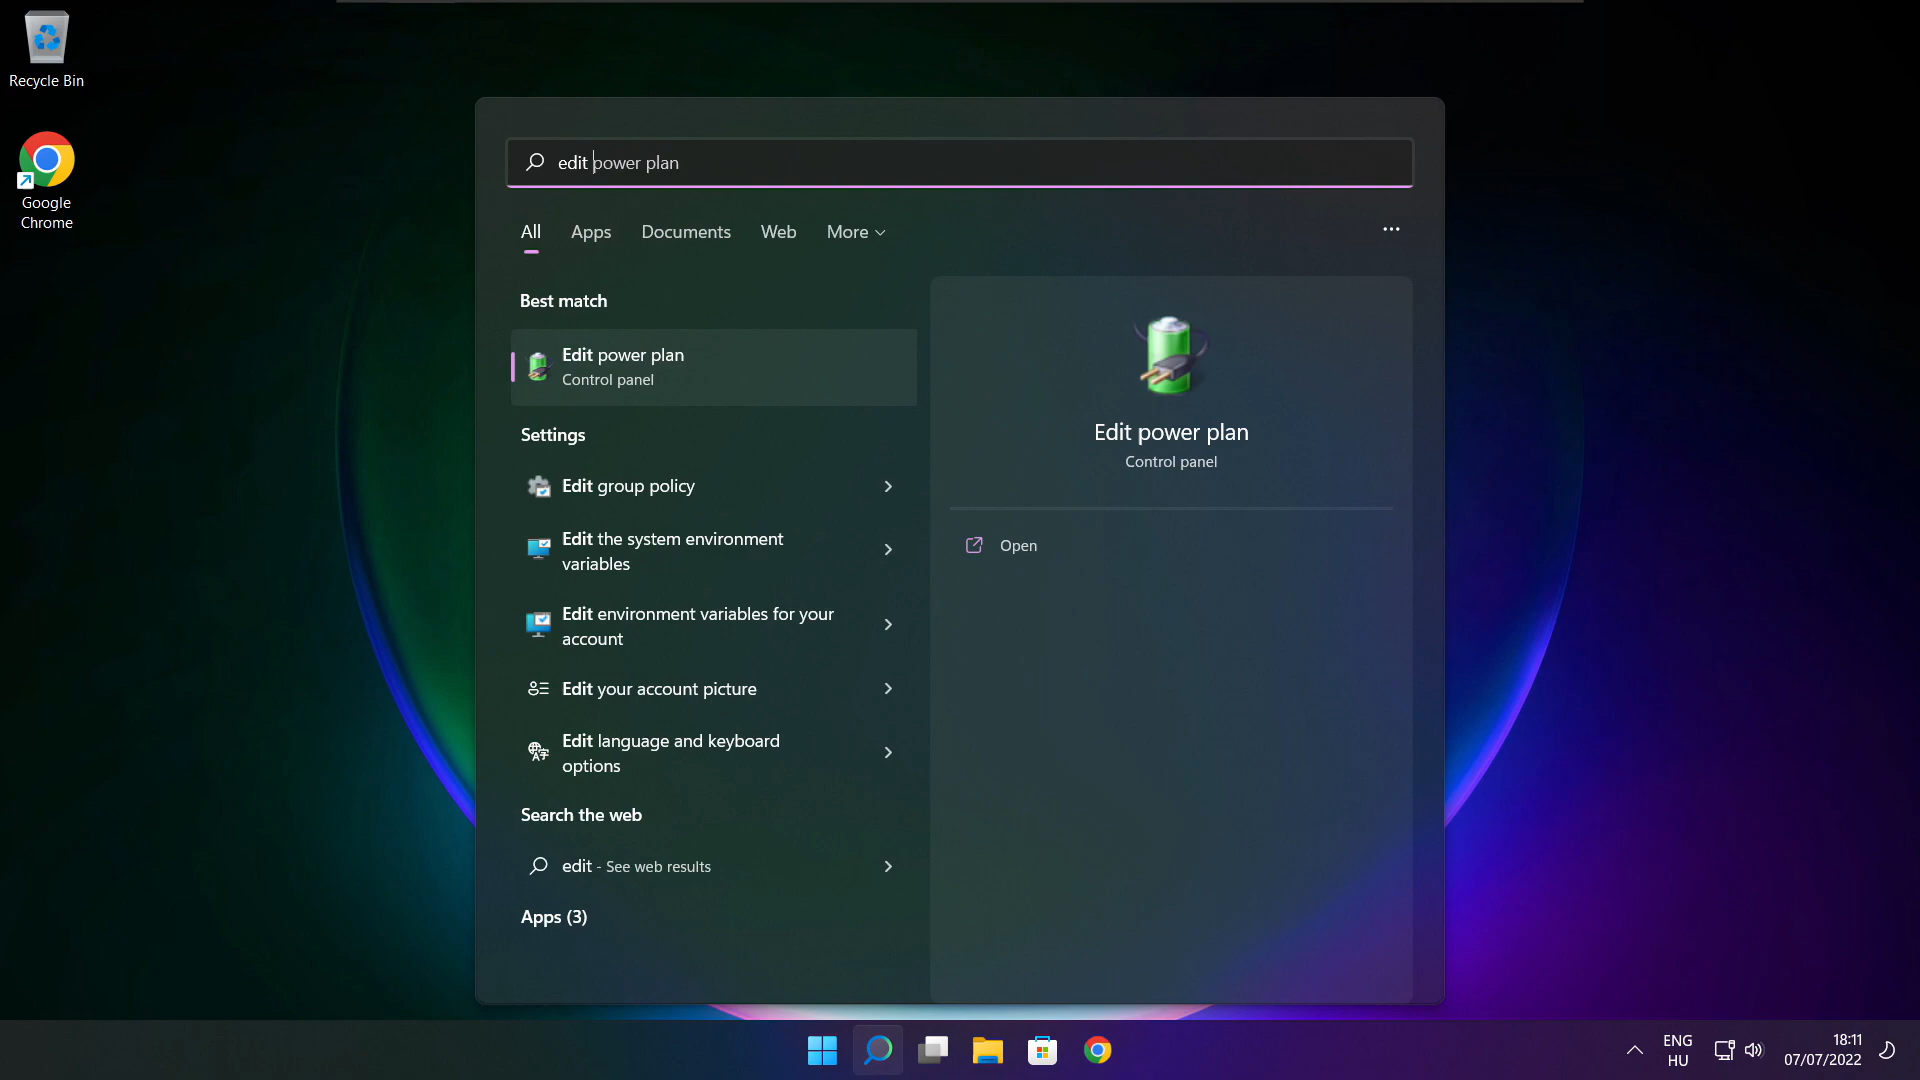 Recycle Bin
Google
Chrome
edit power plan
All Apps Documents Web More
Best match
Edit power plan
Control panel
Settings
Edit group policy
Edit the system environment
variables
Edit environment variables for your
account
Edit your account picture
Edit language and keyboard
options
Search the web
edit - See web results
Apps (3)
Edit power plan
Control panel
Open
ENG
HU
18:11
07/07/2022